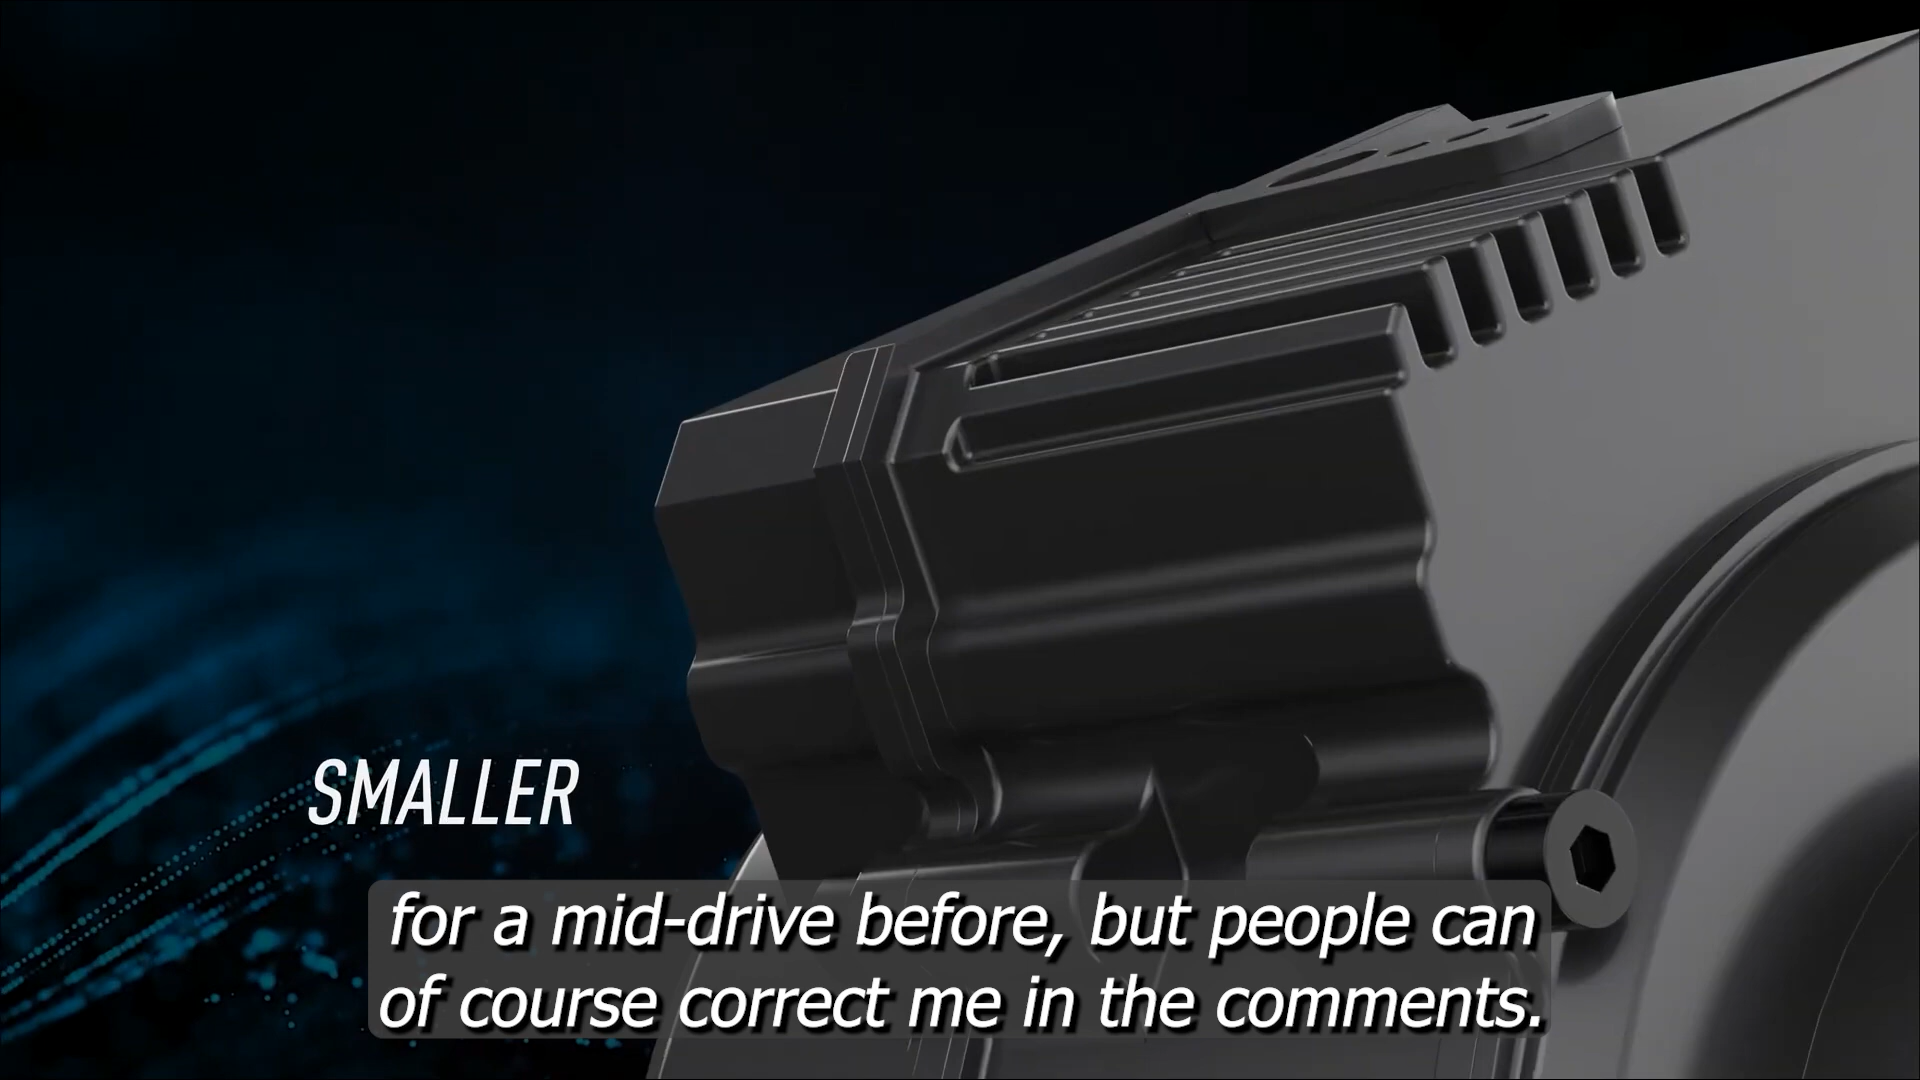 SMALLER
for a mid-drive before, but people can
of course correct me in the comments.